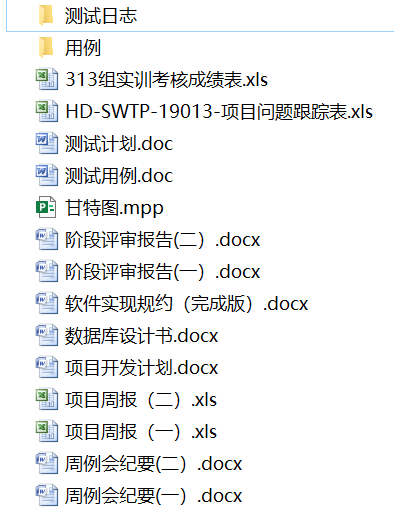 测试日志
用例
313组实训考核成绩表.xls
HD-SWTP-19013-项目问题跟踪表.xls
测试计划.doc
测试用例.doc
甘特图.mpp
阶段评审报告(二）.docx
阶段评审报告(一）.docx
软件实现规约（完成版）.docx
数据库设计书.docx
项目开发计划.docx
项目周报（二）.xls
项目周报（一）.xls
周例会纪要(二）.docx
周例会纪要(一）.docx